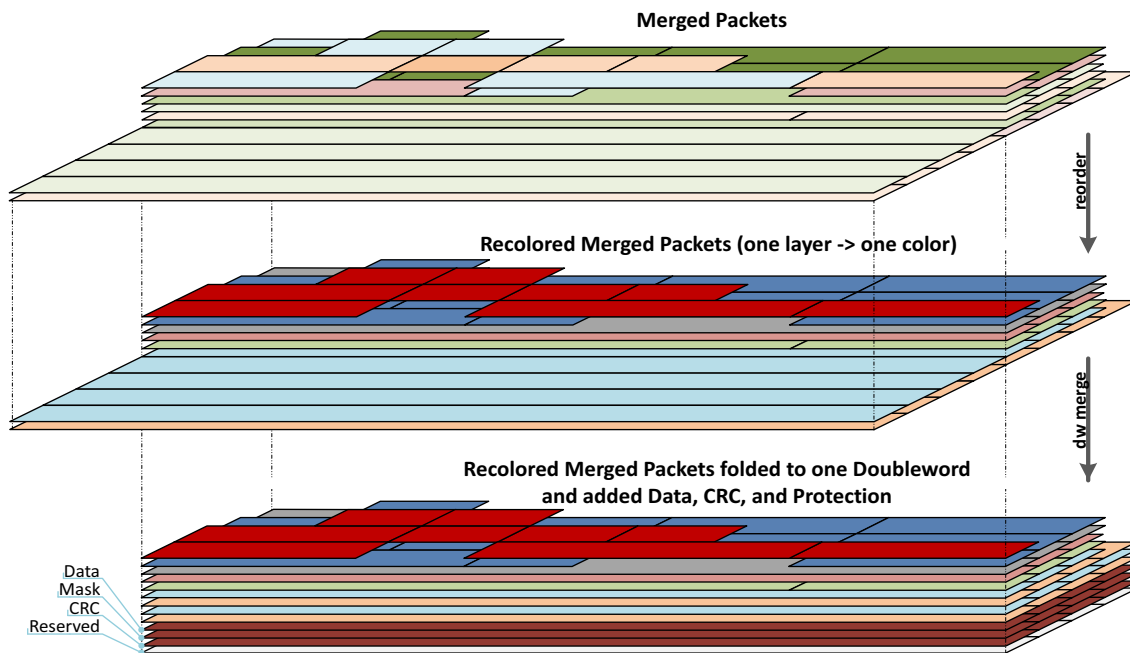 Merged Packets
reorder
Recolored Merged Packets (one layer -> one color)
dw merge
Recolored Merged Packets folded to one Doubleword
and added Data, CRC, and Protection
Data
Mask
CRC
Reserved